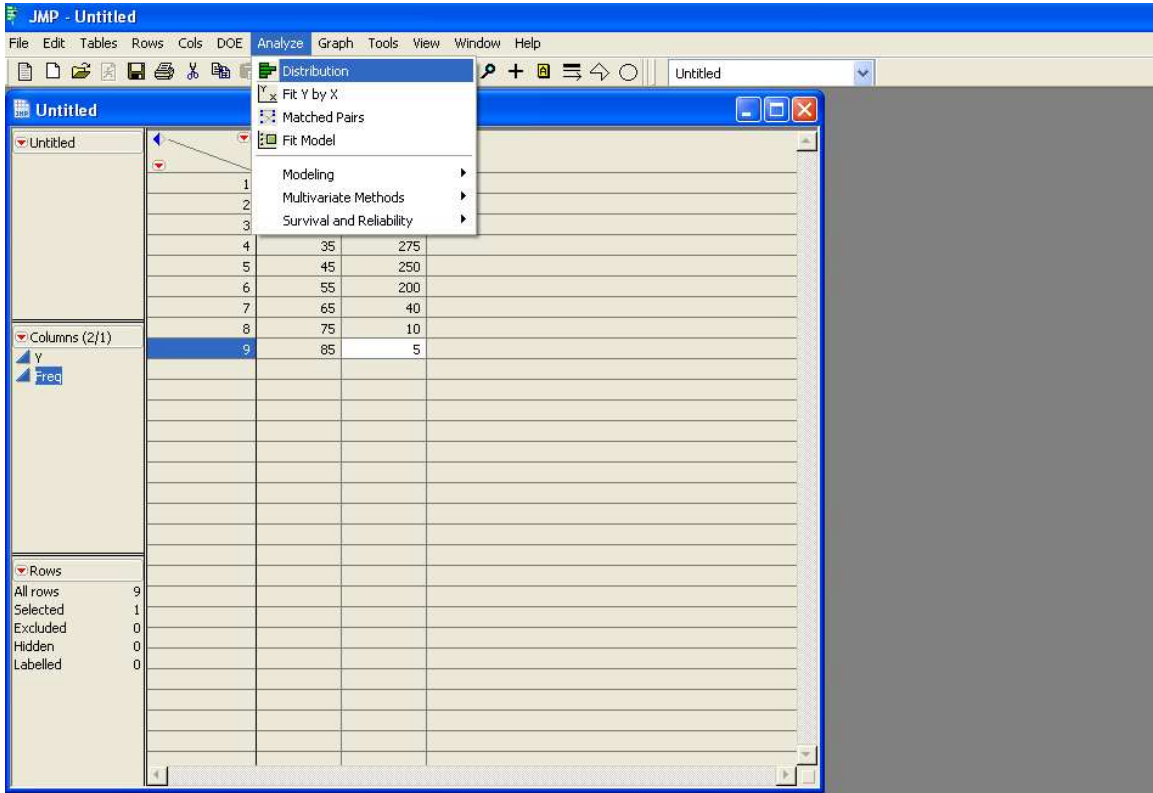 JMP - Untitled
File Edit Tables Rows Cols DOE Analyze Graph Tools View Window Help
Untitled
Distribution
Fit Y by X
Matched Pairs
Fit Model
Modeling
Multivariate Methods
Survival and Reliability
Untitled
Untitled
1
2
3
4 35 275
5 45 250
6 55 200
7 65 40
8 75 10
9 85 5
Columns (2/1)
Y
Freq
Rows
All rows 9
Selected 1
Excluded 0
Hidden 0
Labelled 0